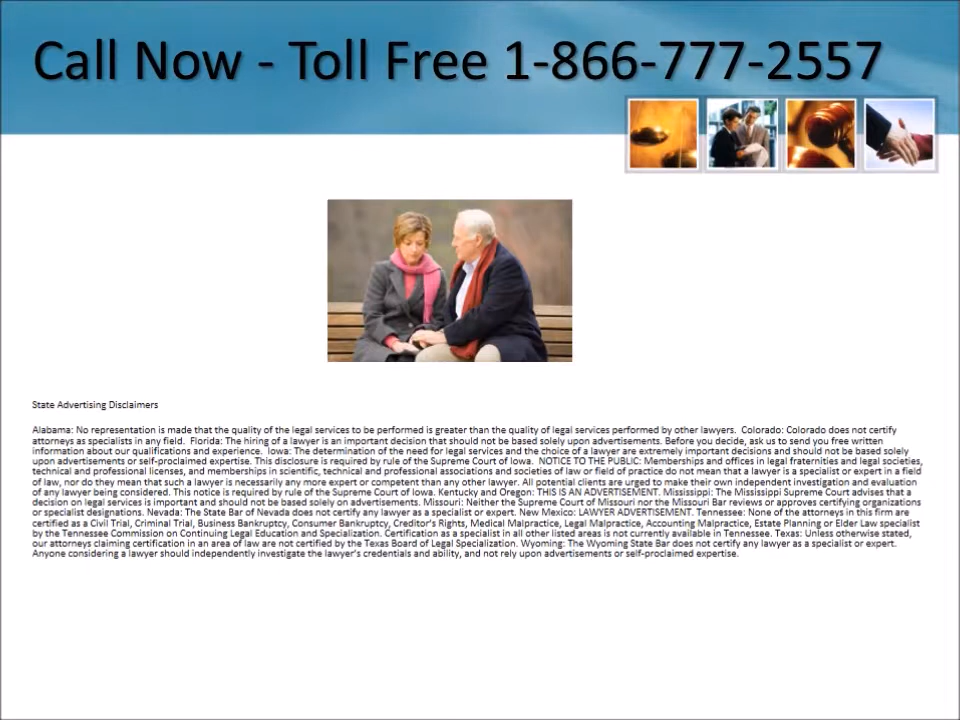 Call Now - Toll Free 1-866-777-2557
State Advertising Disclaimers
Alabama: No representation is made that the quality of the legal services to be performed is greater than the quality of legal services performed by other lawyers.  Colorado: Colorado does not certify
attorneys as specialists in any field.  Florida: The hiring of a lawyer is an important decision that should not be based solely upon advertisements. Before you decide, ask us to send you free written
information about our qualifications and experience.  Iowa: The determination of the need for legal services and the choice of a lawyer are extremely important decisions and should not be based solely
upon advertisements or self-proclaimed expertise. This disclosure is required by rule of the Supreme Court of Iowa.  NOTICE TO THE PUBLIC: Memberships and offices in legal fraternities and legal societies,
technical and professional licenses, and memberships in scientific, technical and professional associations and societies of law or field of practice do not mean that a lawyer is a specialist or expert in a field
of law, nor do they mean that such a lawyer is necessarily any more expert or competent than any other lawyer. All potential clients are urged to make their own independent investigation and evaluation
of any lawyer being considered. This notice is required by rule of the Supreme Court of Iowa. Kentucky and Oregon: THIS IS AN ADVERTISEMENT. Mississippi: The Mississippi Supreme Court advises that a
decision on legal services is important and should not be based solely on advertisements. Missouri: Neither the Supreme Court of Missouri nor the Missouri Bar reviews or approves certifying organizations
or specialist designations. Nevada: The State Bar of Nevada does not certify any lawyer as a specialist or expert. New Mexico: LAWYER ADVERTISEMENT. Tennessee: None of the attorneys in this firm are
certified as a Civil Trial, Criminal Trial, Business Bankruptcy, Consumer Bankruptcy, Creditor's Rights, Medical Malpractice, Legal Malpractice, Accounting Malpractice, Estate Planning or Elder Law specialist
by the Tennessee Commission on Continuing Legal Education and Specialization. Certification as a specialist in all other listed areas is not currently available in Tennessee. Texas: Unless otherwise stated,
our attorneys claiming certification in an area of law are not certified by the Texas Board of Legal Specialization. Wyoming: The Wyoming State Bar does not certify any lawyer as a specialist or expert.
Anyone considering a lawyer should independently investigate the lawyer's credentials and ability, and not rely upon advertisements or self-proclaimed expertise.